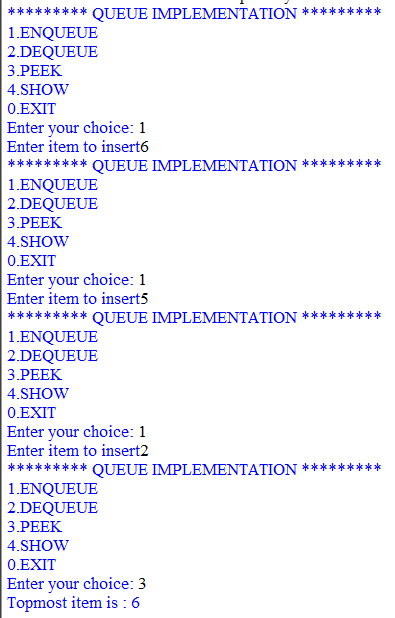 ********* QUEUE IMPLEMENTATION *********
1.ENQUEUE
2.DEQUEUE
3.PEEK
4.SHOW
0.EXIT
Enter your choice: 1
Enter item to insert6
********* QUEUE IMPLEMENTATION *********
1.ENQUEUE
2.DEQUEUE
3.PEEK
4.SHOW
0.EXIT
Enter your choice: 1
Enter item to insert5
********* QUEUE IMPLEMENTATION *********
1.ENQUEUE
2.DEQUEUE
3.PEEK
4.SHOW
0.EXIT
Enter your choice: 1
Enter item to insert2
********* QUEUE IMPLEMENTATION *********
1.ENQUEUE
2.DEQUEUE
3.PEEK
4.SHOW
0.EXIT
Enter your choice: 3
Topmost item is : 6